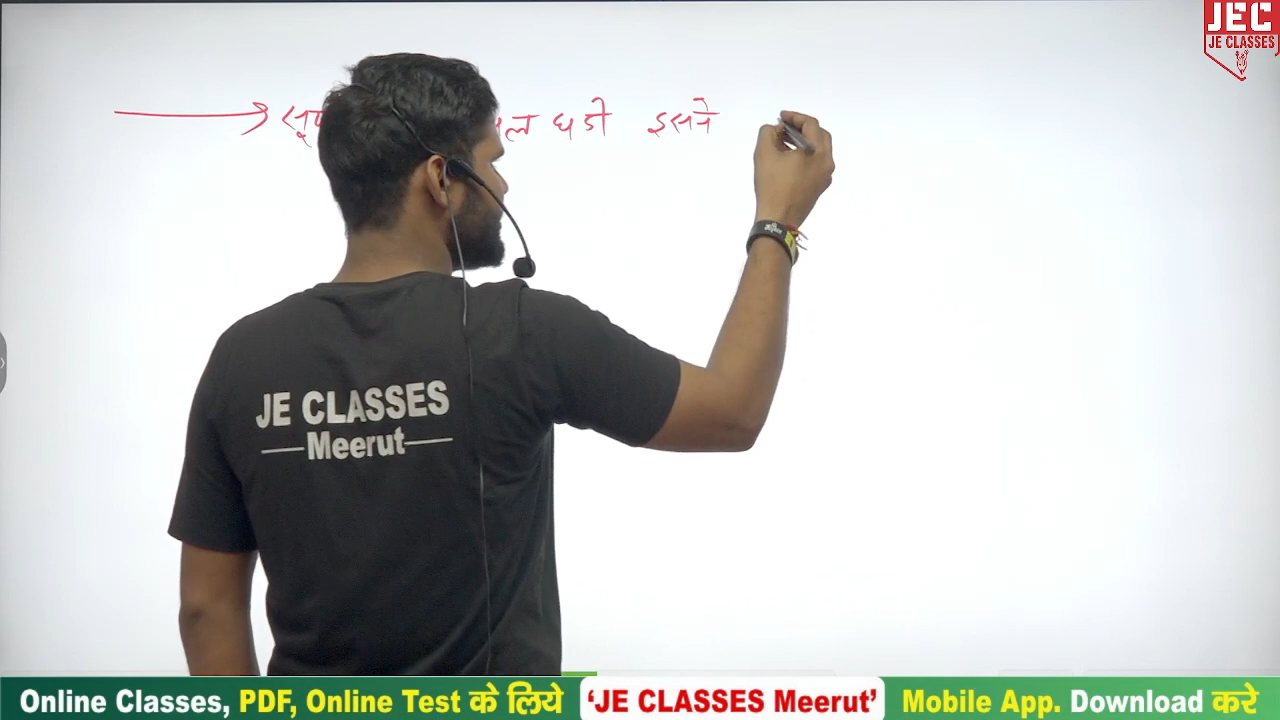 JEC
JE CLASSES
घडी इसने
JE CLASSES
Meerut
Online Classes, PDF, Online Test के लिये 'JE CLASSES Meerut' Mobile App. Download करे